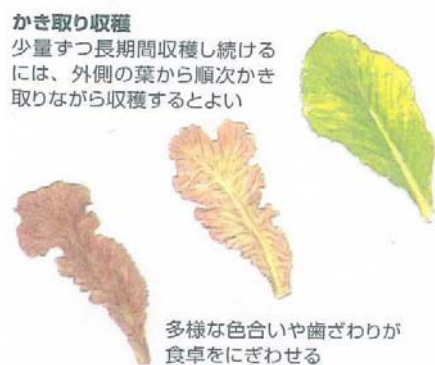 かき取り収穫
少量ずつ長期間収穫し続ける
には、外側の葉から順次かき
取りながら収穫するとよい
多様な色合いや歯ざわりが
食卓をにぎわせる